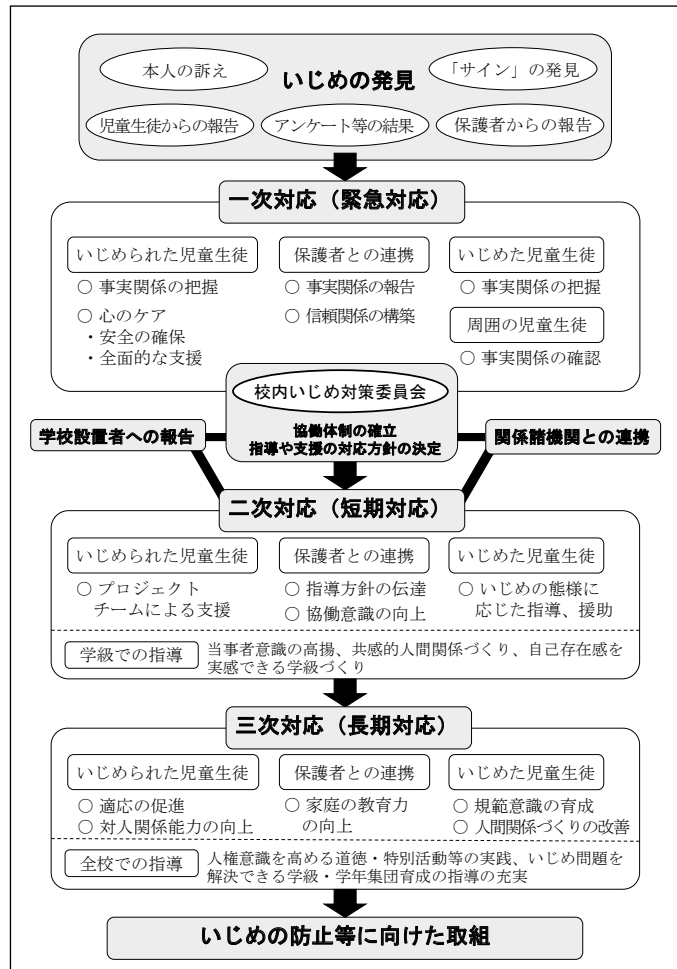 本人の訴え
「サイン」の発見
いじめの発見
児童生徒からの報告
アンケート等の結果
保護者からの報告
一次対応（緊急対応）
いじめられた児童生徒
○ 事実関係の把握
○ 心のケア
・安全の確保
・全面的な支援
保護者との連携
○ 事実関係の報告
○ 信頼関係の構築
いじめた児童生徒
○ 事実関係の把握
周囲の児童生徒
○ 事実関係の確認
校内いじめ対策委員会
協働体制の確立
指導や支援の対応方針の決定
学校設置者への報告
関係諸機関との連携
二次対応（短期対応）
いじめられた児童生徒
○ プロジェクト
チームによる支援
保護者との連携
○ 指導方針の伝達
○ 協働意識の向上
いじめた児童生徒
○ いじめの態様に
応じた指導、援助
学級での指導
当事者意識の高揚、共感的人間関係づくり、自己存在感を
実感できる学級づくり
三次対応（長期対応）
いじめられた児童生徒
○ 適応の促進
○ 対人関係能力の向上
保護者との連携
○ 家庭の教育力
の向上
いじめた児童生徒
○ 規範意識の育成
○ 人間関係づくりの改善
全校での指導
人権意識を高める道徳・特別活動等の実践、いじめ問題を
解決できる学級・学年集団育成の指導の充実
いじめの防止等に向けた取組